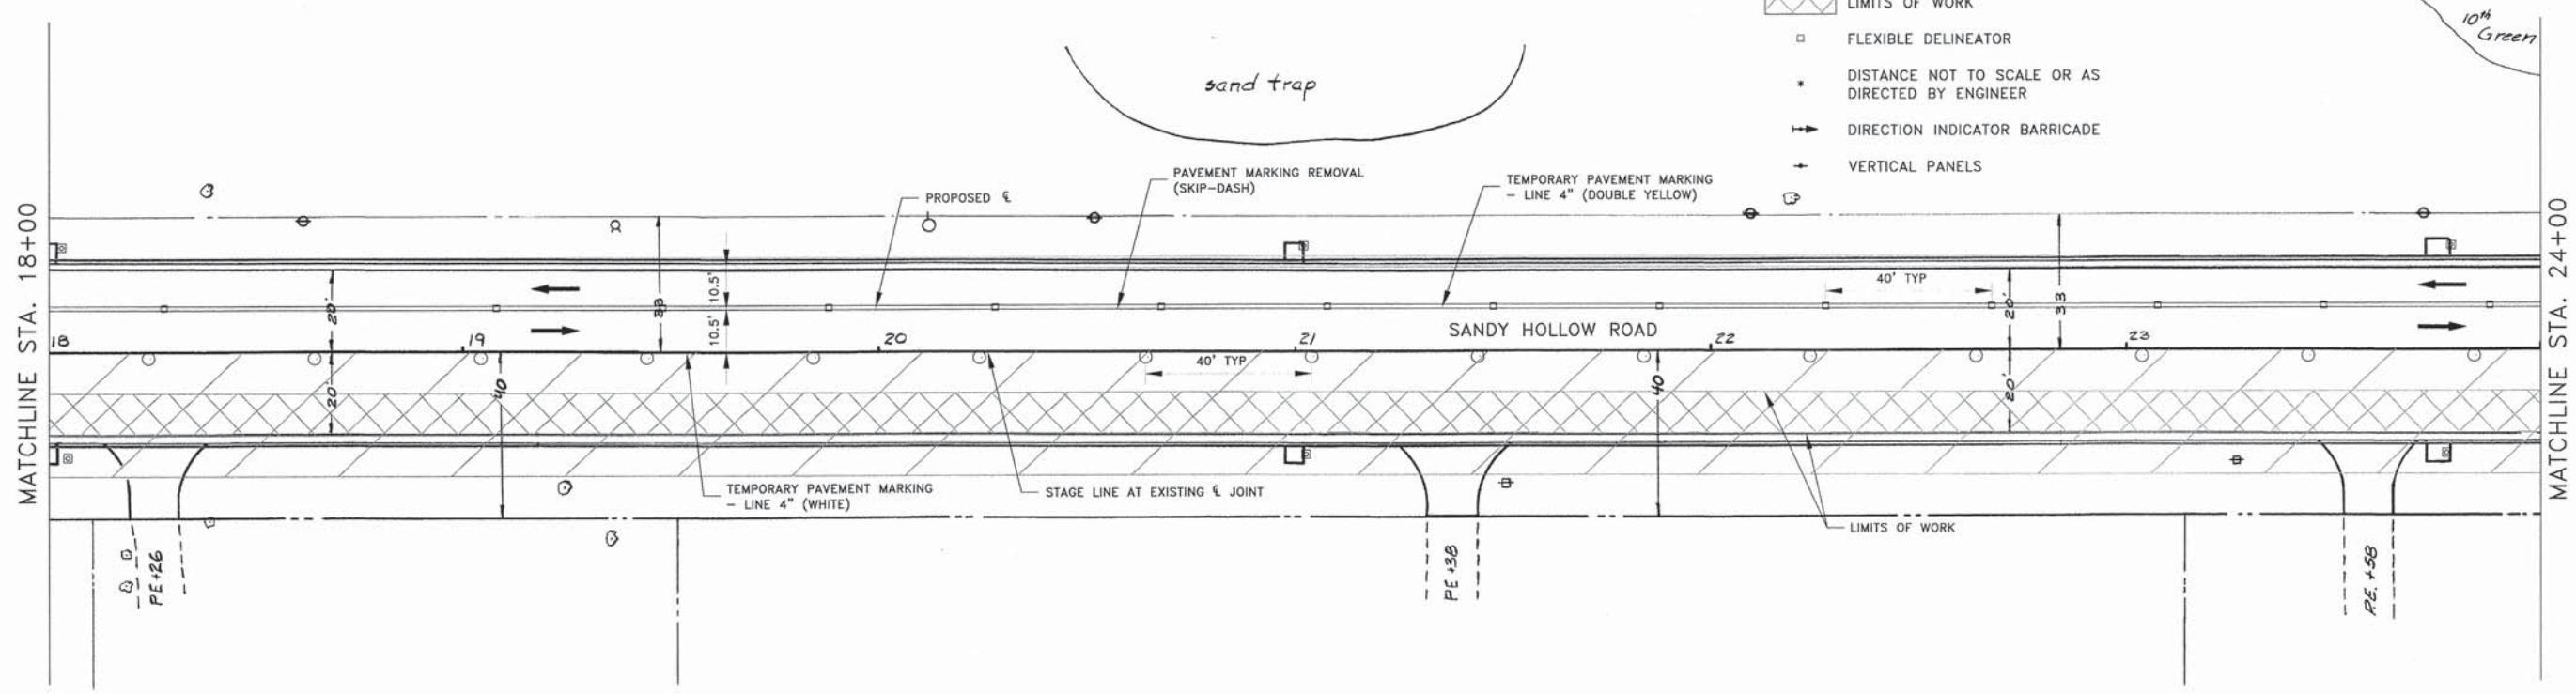 LIMITS OF WORK
FLEXIBLE DELINEATOR
* DISTANCE NOT TO SCALE OR AS
DIRECTED BY ENGINEER
DIRECTION INDICATOR BARRICADE
VERTICAL PANELS
10th
Green
sand trap
PROPOSED ℄
PAVEMENT MARKING REMOVAL
(SKIP-DASH)
TEMPORARY PAVEMENT MARKING
- LINE 4" (DOUBLE YELLOW)
MATCHLINE STA. 18+00
MATCHLINE STA. 24+00
20'
33
10.5'
10.5'
40' TYP
20'
33
SANDY HOLLOW ROAD
18
19
20
21
22
23
20'
40
40' TYP
40
20'
TEMPORARY PAVEMENT MARKING
- LINE 4" (WHITE)
STAGE LINE AT EXISTING ℄ JOINT
LIMITS OF WORK
PE +26
PE +38
P.E. +58